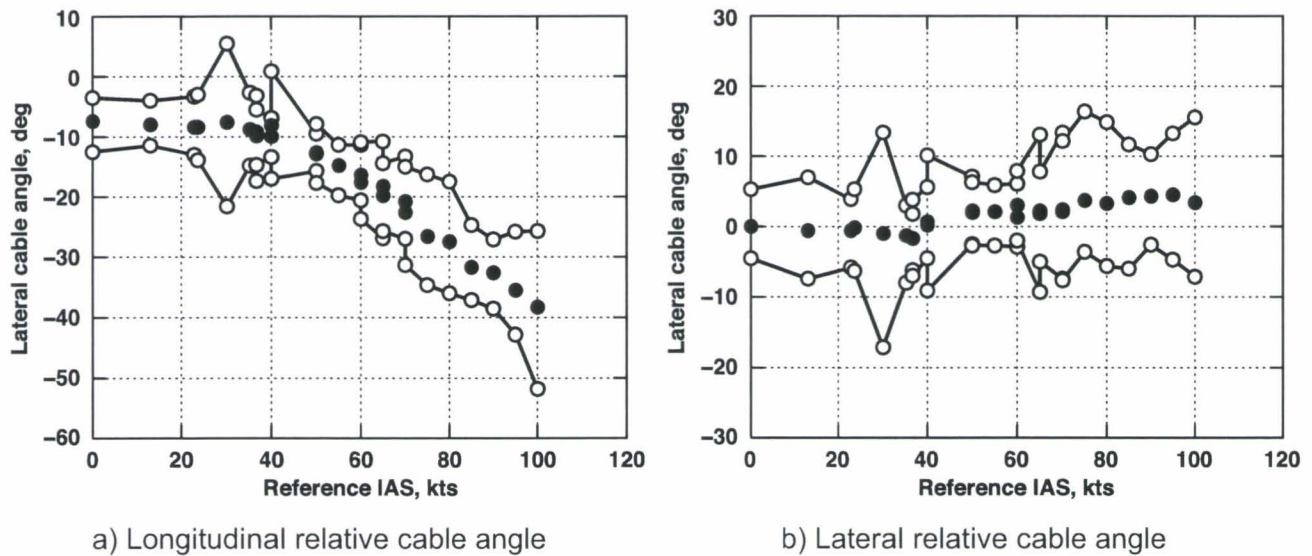 10
0
−10
−20
−30
−40
−50
−60
Lateral cable angle, deg
0 20 40 60 80 100 120
Reference IAS, kts
a) Longitudinal relative cable angle
30
20
10
0
−10
−20
−30
Lateral cable angle, deg
0 20 40 60 80 100 120
Reference IAS, kts
b) Lateral relative cable angle